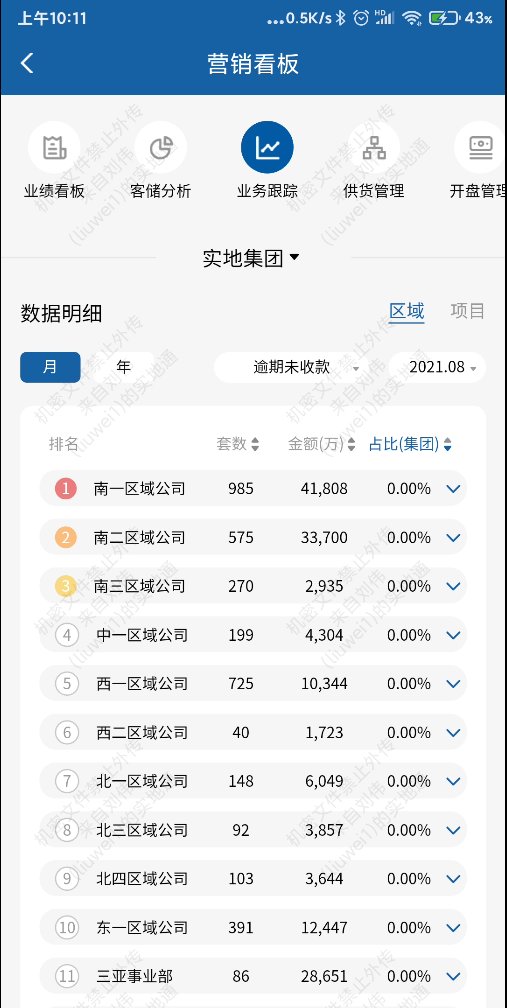 上午10:11 ...0.5K/s HD 43%
营销看板
业绩看板 客储分析 业务跟踪 供货管理 开盘管理
实地集团
数据明细 区域 项目
月 年 逾期未收款 2021.08
排名 套数 金额(万) 占比(集团)
1 南一区域公司 985 41,808 0.00%
2 南二区域公司 575 33,700 0.00%
3 南三区域公司 270 2,935 0.00%
4 中一区域公司 199 4,304 0.00%
5 西一区域公司 725 10,344 0.00%
6 西二区域公司 40 1,723 0.00%
7 北一区域公司 148 6,049 0.00%
8 北三区域公司 92 3,857 0.00%
9 北四区域公司 103 3,644 0.00%
10 东一区域公司 391 12,447 0.00%
11 三亚事业部 86 28,651 0.00%
机密文件禁止外传
来自刘伟
(liuwei1)的实地通